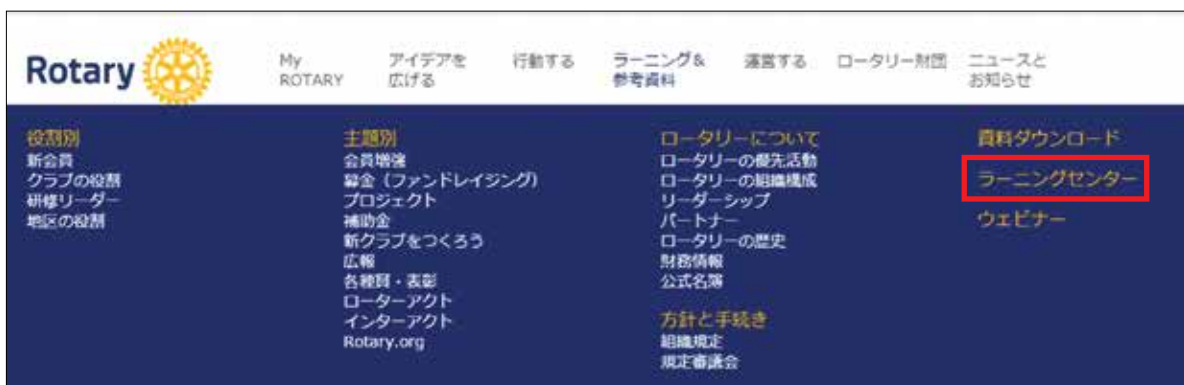 Rotary
My
ROTARY
アイデアを
広げる
行動する
ラーニング&
参考資料
運営する
ロータリー財団
ニュースと
お知らせ
役割別
新会員
クラブの役割
研修リーダー
地区の役割
主題別
会員増強
募金（ファンドレイジング）
プロジェクト
補助金
新クラブをつくろう
広報
各種賞・表彰
ローターアクト
インターアクト
Rotary.org
ロータリーについて
ロータリーの優先活動
ロータリーの組織構成
リーダーシップ
パートナー
ロータリーの歴史
財務情報
公式名簿
方針と手続き
組織規定
規定審議会
資料ダウンロード
ラーニングセンター
ウェビナー